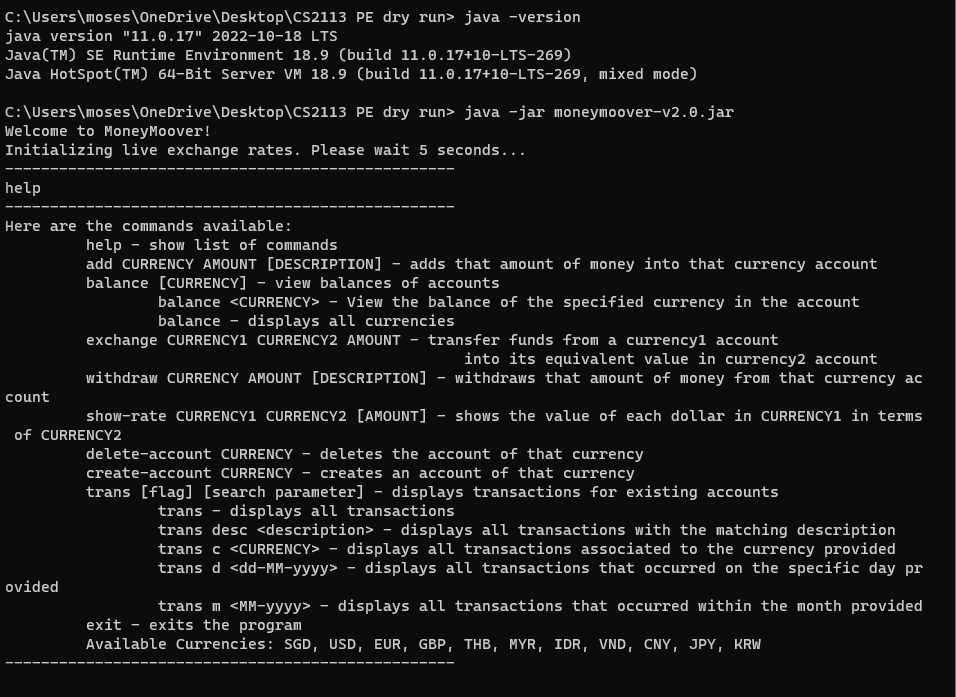 C:\Users\moses\OneDrive\Desktop\CS2113 PE dry run> java -version
java version "11.0.17" 2022-10-18 LTS
Java(TM) SE Runtime Environment 18.9 (build 11.0.17+10-LTS-269)
Java HotSpot(TM) 64-Bit Server VM 18.9 (build 11.0.17+10-LTS-269, mixed mode)

C:\Users\moses\OneDrive\Desktop\CS2113 PE dry run> java -jar moneymoover-v2.0.jar
Welcome to MoneyMoover!
Initializing live exchange rates. Please wait 5 seconds...
--------------------------------------------------
help
--------------------------------------------------
Here are the commands available:
         help - show list of commands
         add CURRENCY AMOUNT [DESCRIPTION] - adds that amount of money into that currency account
         balance [CURRENCY] - view balances of accounts
                 balance <CURRENCY> - View the balance of the specified currency in the account
                 balance - displays all currencies
         exchange CURRENCY1 CURRENCY2 AMOUNT - transfer funds from a currency1 account
                                                   into its equivalent value in currency2 account
         withdraw CURRENCY AMOUNT [DESCRIPTION] - withdraws that amount of money from that currency ac
count
         show-rate CURRENCY1 CURRENCY2 [AMOUNT] - shows the value of each dollar in CURRENCY1 in terms
 of CURRENCY2
         delete-account CURRENCY - deletes the account of that currency
         create-account CURRENCY - creates an account of that currency
         trans [flag] [search parameter] - displays transactions for existing accounts
                 trans - displays all transactions
                 trans desc <description> - displays all transactions with the matching description
                 trans c <CURRENCY> - displays all transactions associated to the currency provided
                 trans d <dd-MM-yyyy> - displays all transactions that occurred on the specific day pr
ovided
                 trans m <MM-yyyy> - displays all transactions that occurred within the month provided
         exit - exits the program
         Available Currencies: SGD, USD, EUR, GBP, THB, MYR, IDR, VND, CNY, JPY, KRW
--------------------------------------------------